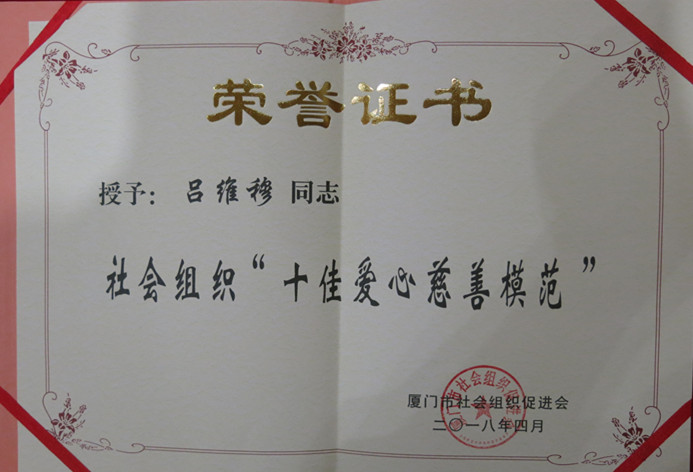 荣誉证书
授予：吕维穆 同志
社会组织“十佳爱心慈善模范”
厦门市社会组织促进会
二〇一八年四月